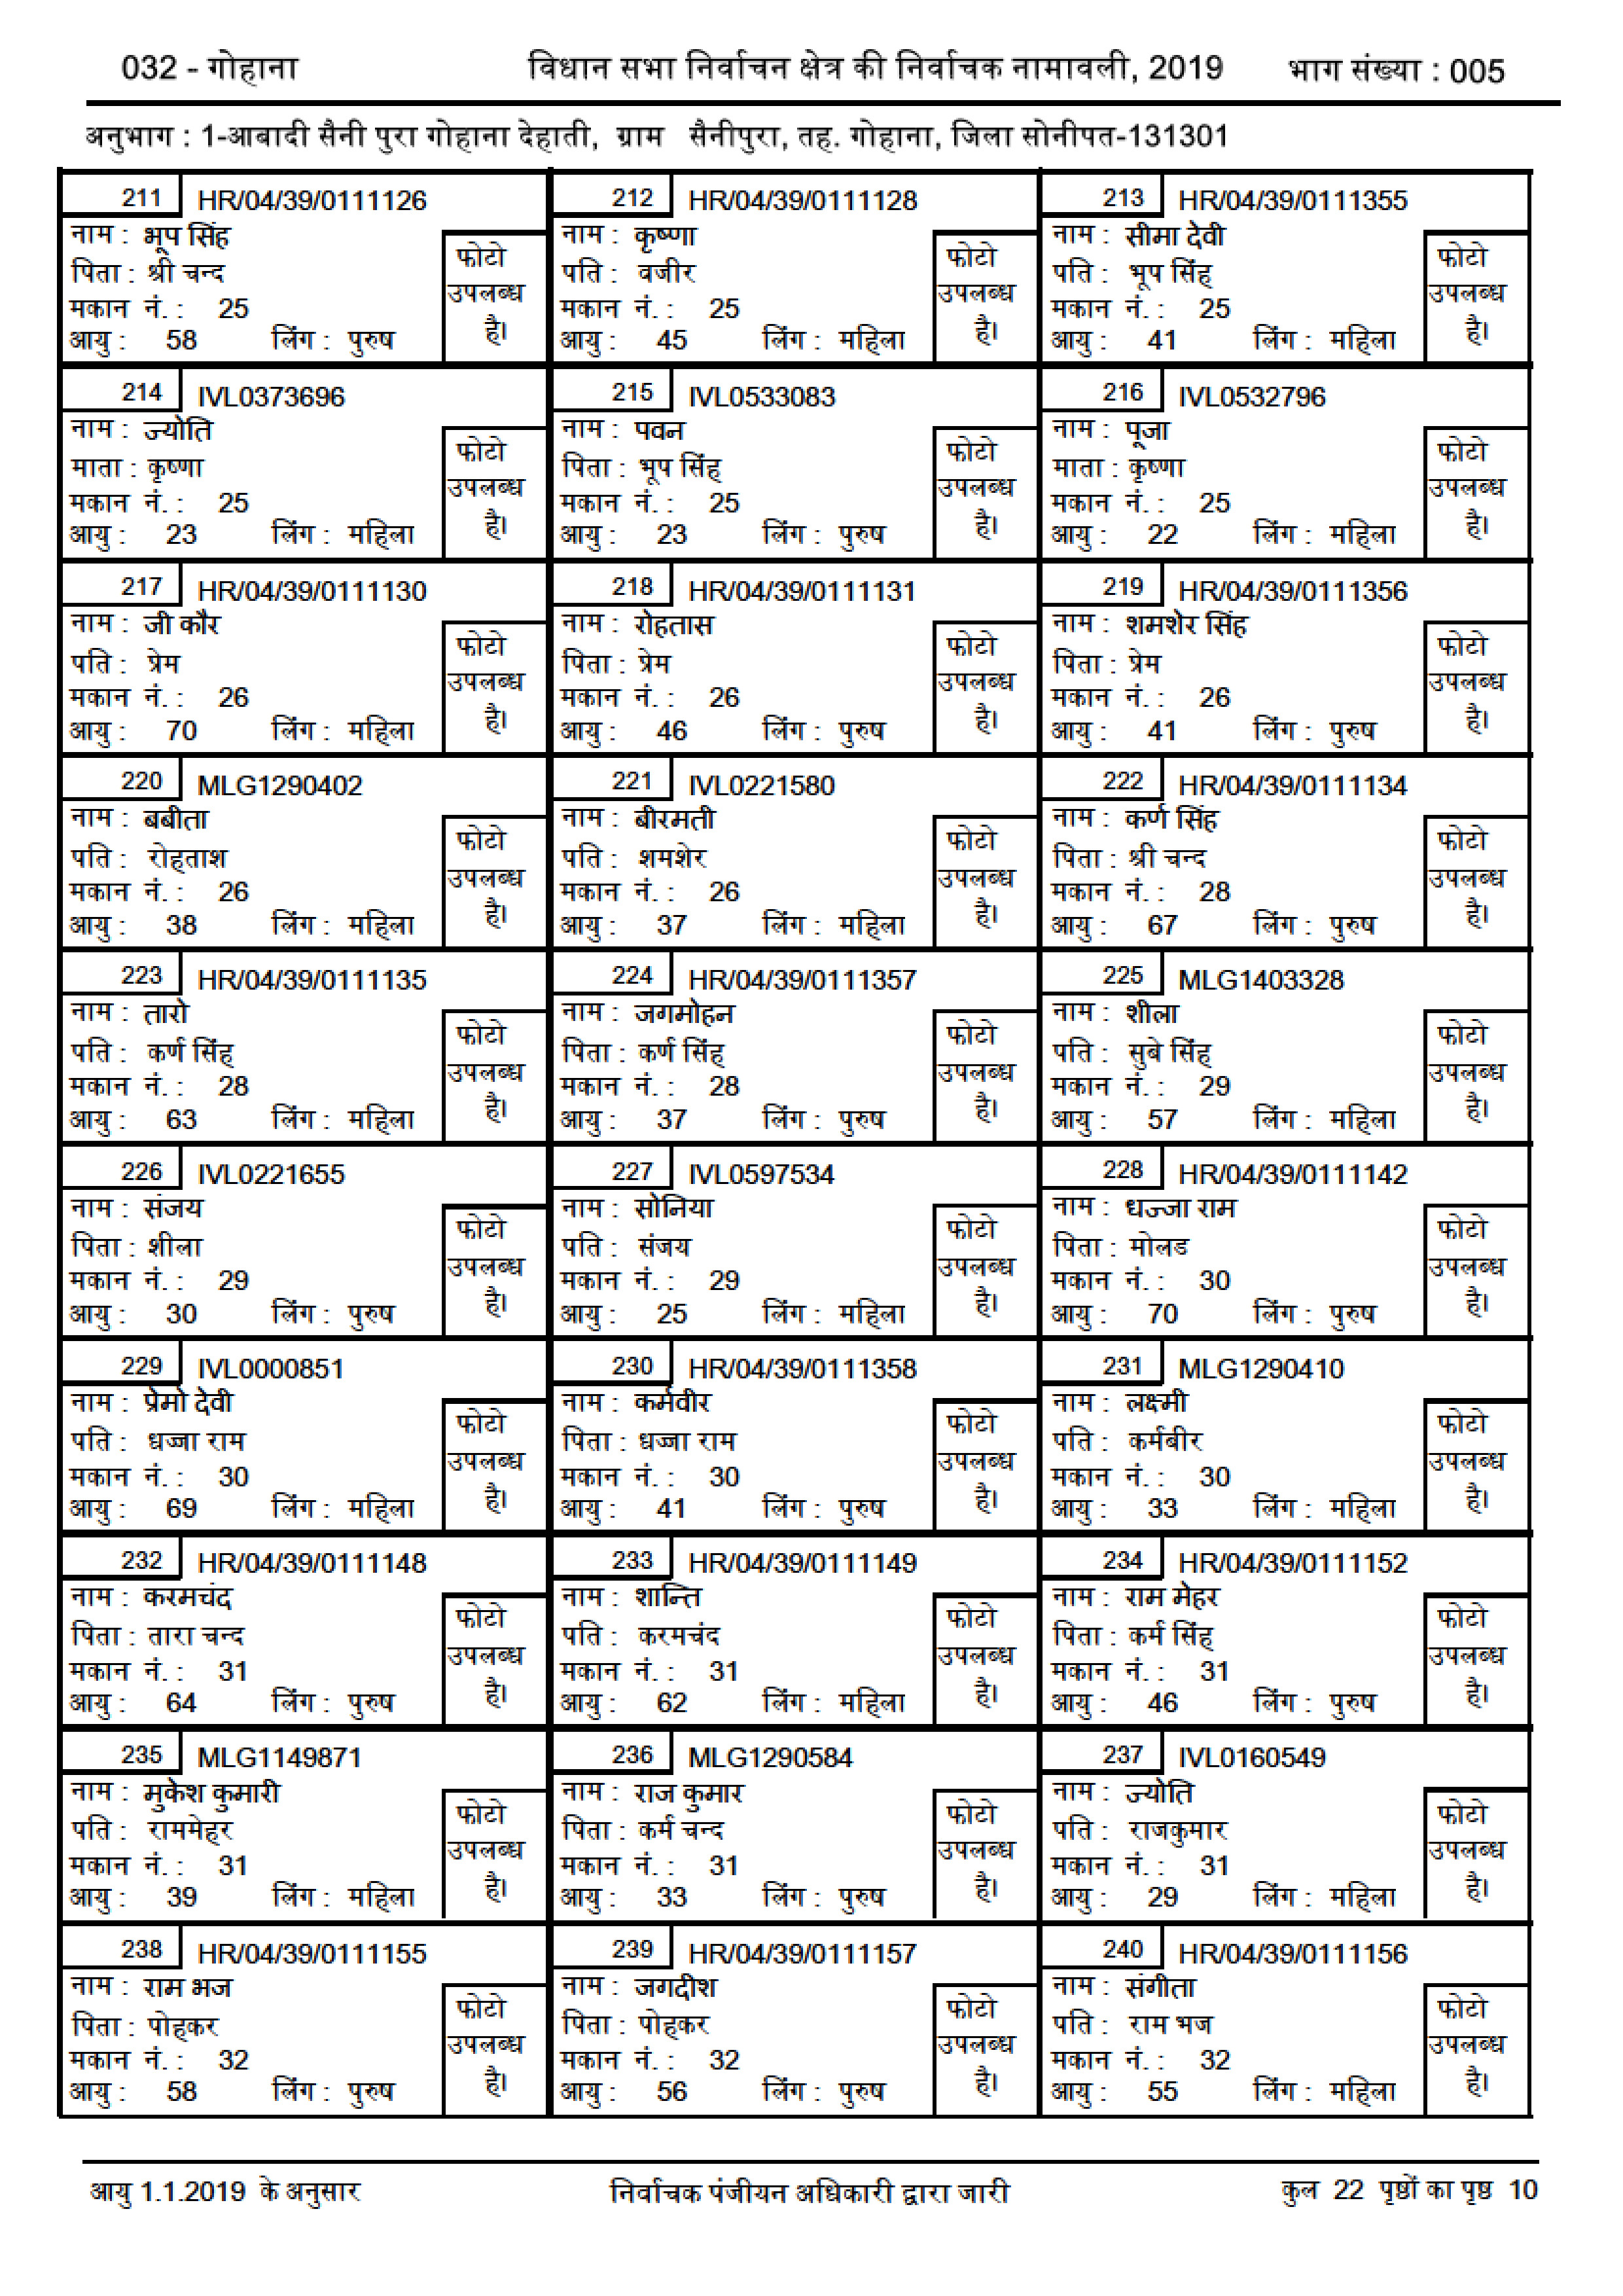 032 - गोहाना विधान सभा निर्वाचन क्षेत्र की निर्वाचक नामावली, 2019 भाग संख्या : 005
अनुभाग : 1-आबादी सैनी पुरा गोहाना देहाती, ग्राम सैनीपुरा, तह. गोहाना, जिला सोनीपत-131301
211 HR/04/39/0111126
नाम : भूप सिंह
पिता : श्री चन्द
मकान नं. : 25
आयु : 58 लिंग : पुरुष
फोटो उपलब्ध है।
212 HR/04/39/0111128
नाम : कृष्णा
पति : वजीर
मकान नं. : 25
आयु : 45 लिंग : महिला
फोटो उपलब्ध है।
213 HR/04/39/0111355
नाम : सीमा देवी
पति : भूप सिंह
मकान नं. : 25
आयु : 41 लिंग : महिला
फोटो उपलब्ध है।
214 IVL0373696
नाम : ज्योति
माता : कृष्णा
मकान नं. : 25
आयु : 23 लिंग : महिला
फोटो उपलब्ध है।
215 IVL0533083
नाम : पवन
पिता : भूप सिंह
मकान नं. : 25
आयु : 23 लिंग : पुरुष
फोटो उपलब्ध है।
216 IVL0532796
नाम : पूजा
माता : कृष्णा
मकान नं. : 25
आयु : 22 लिंग : महिला
फोटो उपलब्ध है।
217 HR/04/39/0111130
नाम : जी कौर
पति : प्रेम
मकान नं. : 26
आयु : 70 लिंग : महिला
फोटो उपलब्ध है।
218 HR/04/39/0111131
नाम : रोहतास
पिता : प्रेम
मकान नं. : 26
आयु : 46 लिंग : पुरुष
फोटो उपलब्ध है।
219 HR/04/39/0111356
नाम : शमशेर सिंह
पिता : प्रेम
मकान नं. : 26
आयु : 41 लिंग : पुरुष
फोटो उपलब्ध है।
220 MLG1290402
नाम : बबीता
पति : रोहताश
मकान नं. : 26
आयु : 38 लिंग : महिला
फोटो उपलब्ध है।
221 IVL0221580
नाम : बीरमती
पति : शमशेर
मकान नं. : 26
आयु : 37 लिंग : महिला
फोटो उपलब्ध है।
222 HR/04/39/0111134
नाम : कर्ण सिंह
पिता : श्री चन्द
मकान नं. : 28
आयु : 67 लिंग : पुरुष
फोटो उपलब्ध है।
223 HR/04/39/0111135
नाम : तारो
पति : कर्ण सिंह
मकान नं. : 28
आयु : 63 लिंग : महिला
फोटो उपलब्ध है।
224 HR/04/39/0111357
नाम : जगमोहन
पिता : कर्ण सिंह
मकान नं. : 28
आयु : 37 लिंग : पुरुष
फोटो उपलब्ध है।
225 MLG1403328
नाम : शीला
पति : सुबे सिंह
मकान नं. : 29
आयु : 57 लिंग : महिला
फोटो उपलब्ध है।
226 IVL0221655
नाम : संजय
पिता : शीला
मकान नं. : 29
आयु : 30 लिंग : पुरुष
फोटो उपलब्ध है।
227 IVL0597534
नाम : सोनिया
पति : संजय
मकान नं. : 29
आयु : 25 लिंग : महिला
फोटो उपलब्ध है।
228 HR/04/39/0111142
नाम : धज्जा राम
पिता : मोलड
मकान नं. : 30
आयु : 70 लिंग : पुरुष
फोटो उपलब्ध है।
229 IVL0000851
नाम : प्रेमो देवी
पति : धज्जा राम
मकान नं. : 30
आयु : 69 लिंग : महिला
फोटो उपलब्ध है।
230 HR/04/39/0111358
नाम : कर्मवीर
पिता : धज्जा राम
मकान नं. : 30
आयु : 41 लिंग : पुरुष
फोटो उपलब्ध है।
231 MLG1290410
नाम : लक्ष्मी
पति : कर्मबीर
मकान नं. : 30
आयु : 33 लिंग : महिला
फोटो उपलब्ध है।
232 HR/04/39/0111148
नाम : करमचंद
पिता : तारा चन्द
मकान नं. : 31
आयु : 64 लिंग : पुरुष
फोटो उपलब्ध है।
233 HR/04/39/0111149
नाम : शान्ति
पति : करमचंद
मकान नं. : 31
आयु : 62 लिंग : महिला
फोटो उपलब्ध है।
234 HR/04/39/0111152
नाम : राम मेहर
पिता : कर्म सिंह
मकान नं. : 31
आयु : 46 लिंग : पुरुष
फोटो उपलब्ध है।
235 MLG1149871
नाम : मुकेश कुमारी
पति : राममेहर
मकान नं. : 31
आयु : 39 लिंग : महिला
फोटो उपलब्ध है।
236 MLG1290584
नाम : राज कुमार
पिता : कर्म चन्द
मकान नं. : 31
आयु : 33 लिंग : पुरुष
फोटो उपलब्ध है।
237 IVL0160549
नाम : ज्योति
पति : राजकुमार
मकान नं. : 31
आयु : 29 लिंग : महिला
फोटो उपलब्ध है।
238 HR/04/39/0111155
नाम : राम भज
पिता : पोहकर
मकान नं. : 32
आयु : 58 लिंग : पुरुष
फोटो उपलब्ध है।
239 HR/04/39/0111157
नाम : जगदीश
पिता : पोहकर
मकान नं. : 32
आयु : 56 लिंग : पुरुष
फोटो उपलब्ध है।
240 HR/04/39/0111156
नाम : संगीता
पति : राम भज
मकान नं. : 32
आयु : 55 लिंग : महिला
फोटो उपलब्ध है।
आयु 1.1.2019 के अनुसार निर्वाचक पंजीयन अधिकारी द्वारा जारी कुल 22 पृष्ठों का पृष्ठ 10